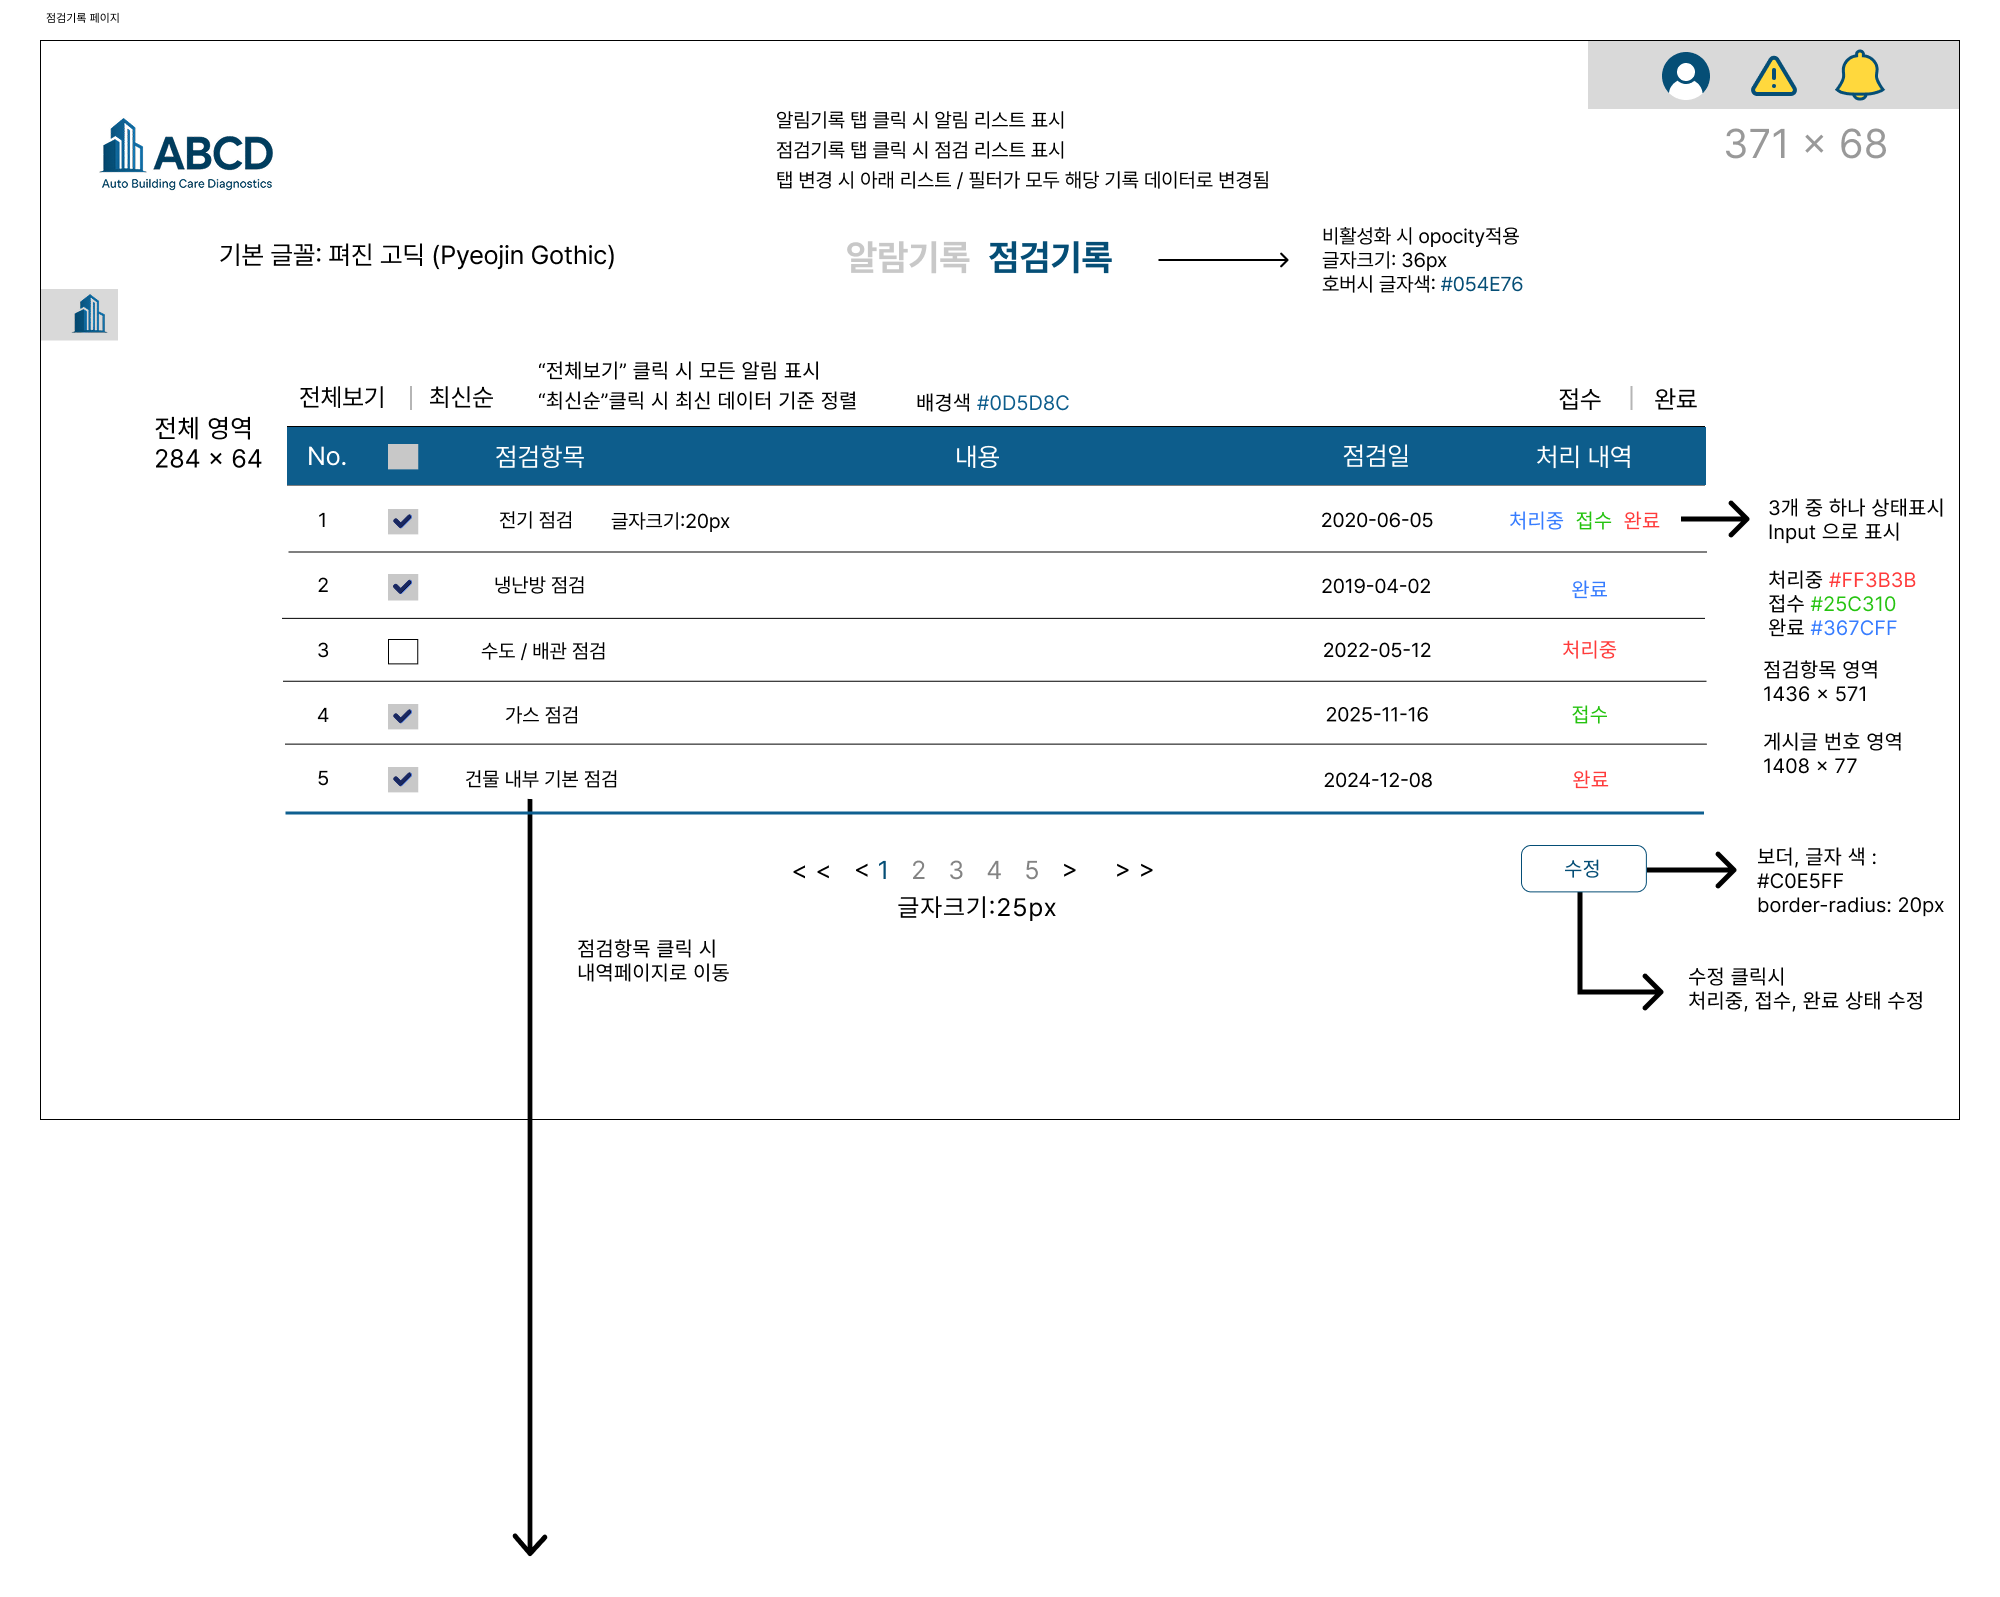 점검기록 페이지
371 × 68
ABCD
Auto Building Care Diagnostics
알림기록 탭 클릭 시 알림 리스트 표시
점검기록 탭 클릭 시 점검 리스트 표시
탭 변경 시 아래 리스트 / 필터가 모두 해당 기록 데이터로 변경됨
기본 글꼴: 펴진 고딕 (Pyeojin Gothic)
알람기록 점검기록
비활성화 시 opocity적용
글자크기: 36px
호버시 글자색: #054E76
전체보기 | 최신순
“전체보기” 클릭 시 모든 알림 표시
“최신순”클릭 시 최신 데이터 기준 정렬
배경색 #0D5D8C
접수 | 완료
전체 영역
284 × 64
No. 점검항목 내용 점검일 처리 내역
1 전기 점검 글자크기:20px 2020-06-05 처리중 접수 완료
2 냉난방 점검 2019-04-02 완료
3 수도 / 배관 점검 2022-05-12 처리중
4 가스 점검 2025-11-16 접수
5 건물 내부 기본 점검 2024-12-08 완료
3개 중 하나 상태표시
Input 으로 표시
처리중 #FF3B3B
접수 #25C310
완료 #367CFF
점검항목 영역
1436 × 571
게시글 번호 영역
1408 × 77
< < < 1 2 3 4 5 > > >
글자크기:25px
수정
보더, 글자 색 :
#C0E5FF
border-radius: 20px
점검항목 클릭 시
내역페이지로 이동
수정 클릭시
처리중, 접수, 완료 상태 수정